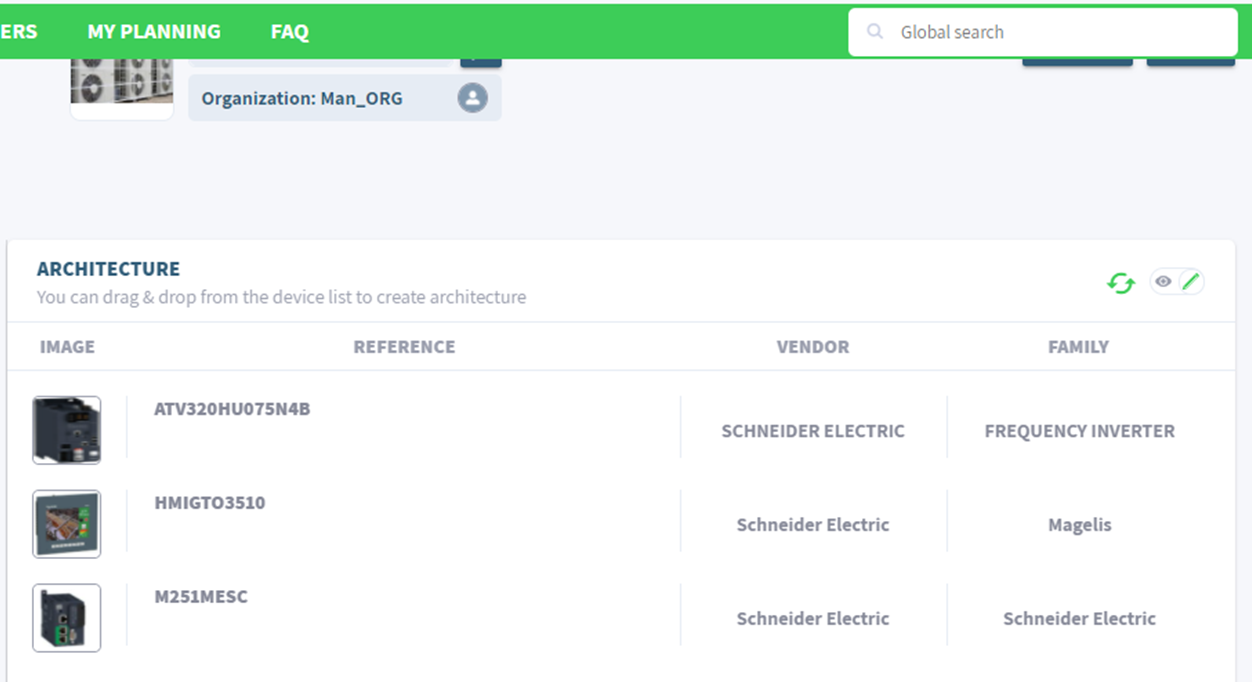 ERS MY PLANNING FAQ Global search
Organization: Man_ORG
ARCHITECTURE
You can drag & drop from the device list to create architecture
IMAGE REFERENCE VENDOR FAMILY
ATV320HU075N4B
SCHNEIDER ELECTRIC FREQUENCY INVERTER
HMIGTO3510
Schneider Electric Magelis
M251MESC
Schneider Electric Schneider Electric